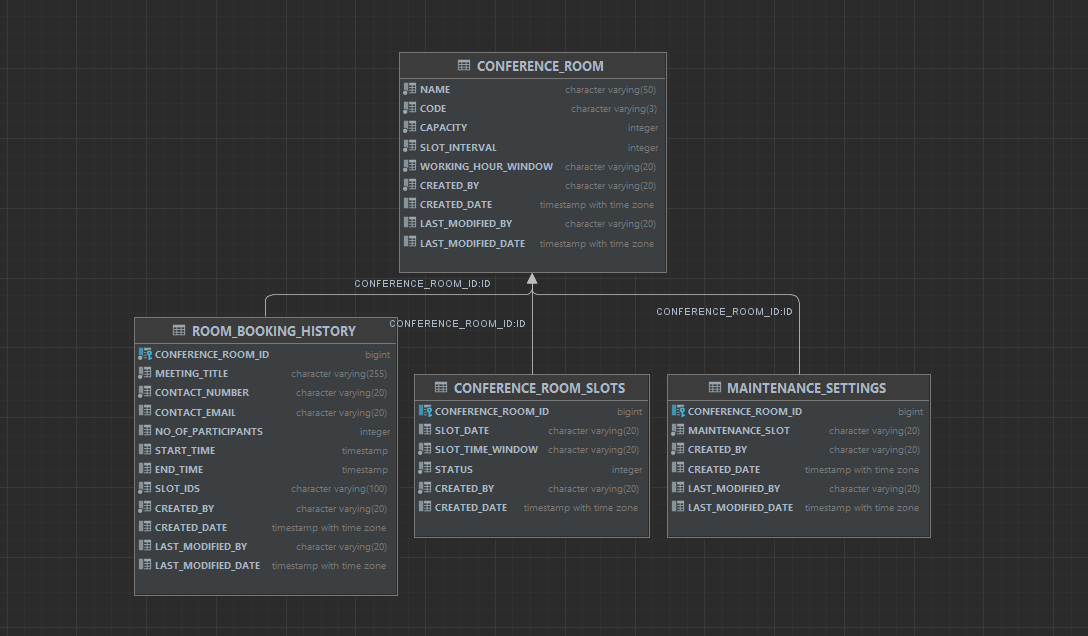 CONFERENCE_ROOM
NAME character varying(50)
CODE character varying(3)
CAPACITY integer
SLOT_INTERVAL integer
WORKING_HOUR_WINDOW character varying(20)
CREATED_BY character varying(20)
CREATED_DATE timestamp with time zone
LAST_MODIFIED_BY character varying(20)
LAST_MODIFIED_DATE timestamp with time zone
CONFERENCE_ROOM_ID:ID
CONFERENCE_ROOM_ID:ID
CONFERENCE_ROOM_ID:ID
ROOM_BOOKING_HISTORY
CONFERENCE_ROOM_ID bigint
MEETING_TITLE character varying(255)
CONTACT_NUMBER character varying(20)
CONTACT_EMAIL character varying(20)
NO_OF_PARTICIPANTS integer
START_TIME timestamp
END_TIME timestamp
SLOT_IDS character varying(100)
CREATED_BY character varying(20)
CREATED_DATE timestamp with time zone
LAST_MODIFIED_BY character varying(20)
LAST_MODIFIED_DATE timestamp with time zone
CONFERENCE_ROOM_SLOTS
CONFERENCE_ROOM_ID bigint
SLOT_DATE character varying(20)
SLOT_TIME_WINDOW character varying(20)
STATUS integer
CREATED_BY character varying(20)
CREATED_DATE timestamp with time zone
MAINTENANCE_SETTINGS
CONFERENCE_ROOM_ID bigint
MAINTENANCE_SLOT character varying(20)
CREATED_BY character varying(20)
CREATED_DATE timestamp with time zone
LAST_MODIFIED_BY character varying(20)
LAST_MODIFIED_DATE timestamp with time zone